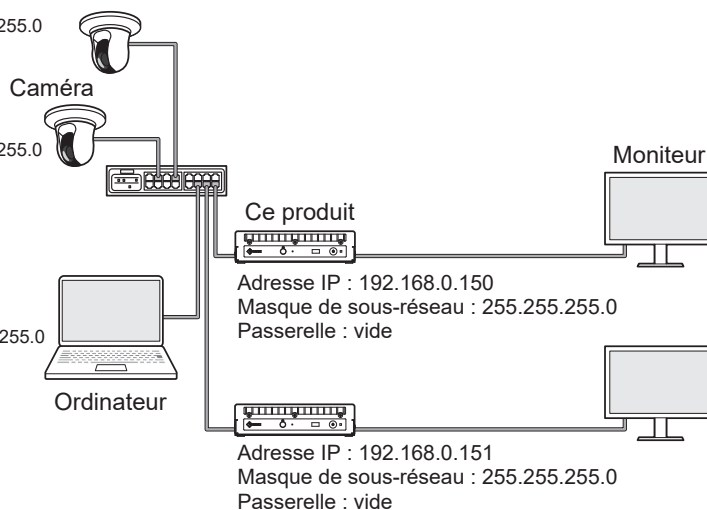 255.0
Caméra
255.0
Moniteur
Ce produit
Adresse IP : 192.168.0.150
Masque de sous-réseau : 255.255.255.0
Passerelle : vide
255.0
Ordinateur
Adresse IP : 192.168.0.151
Masque de sous-réseau : 255.255.255.0
Passerelle : vide